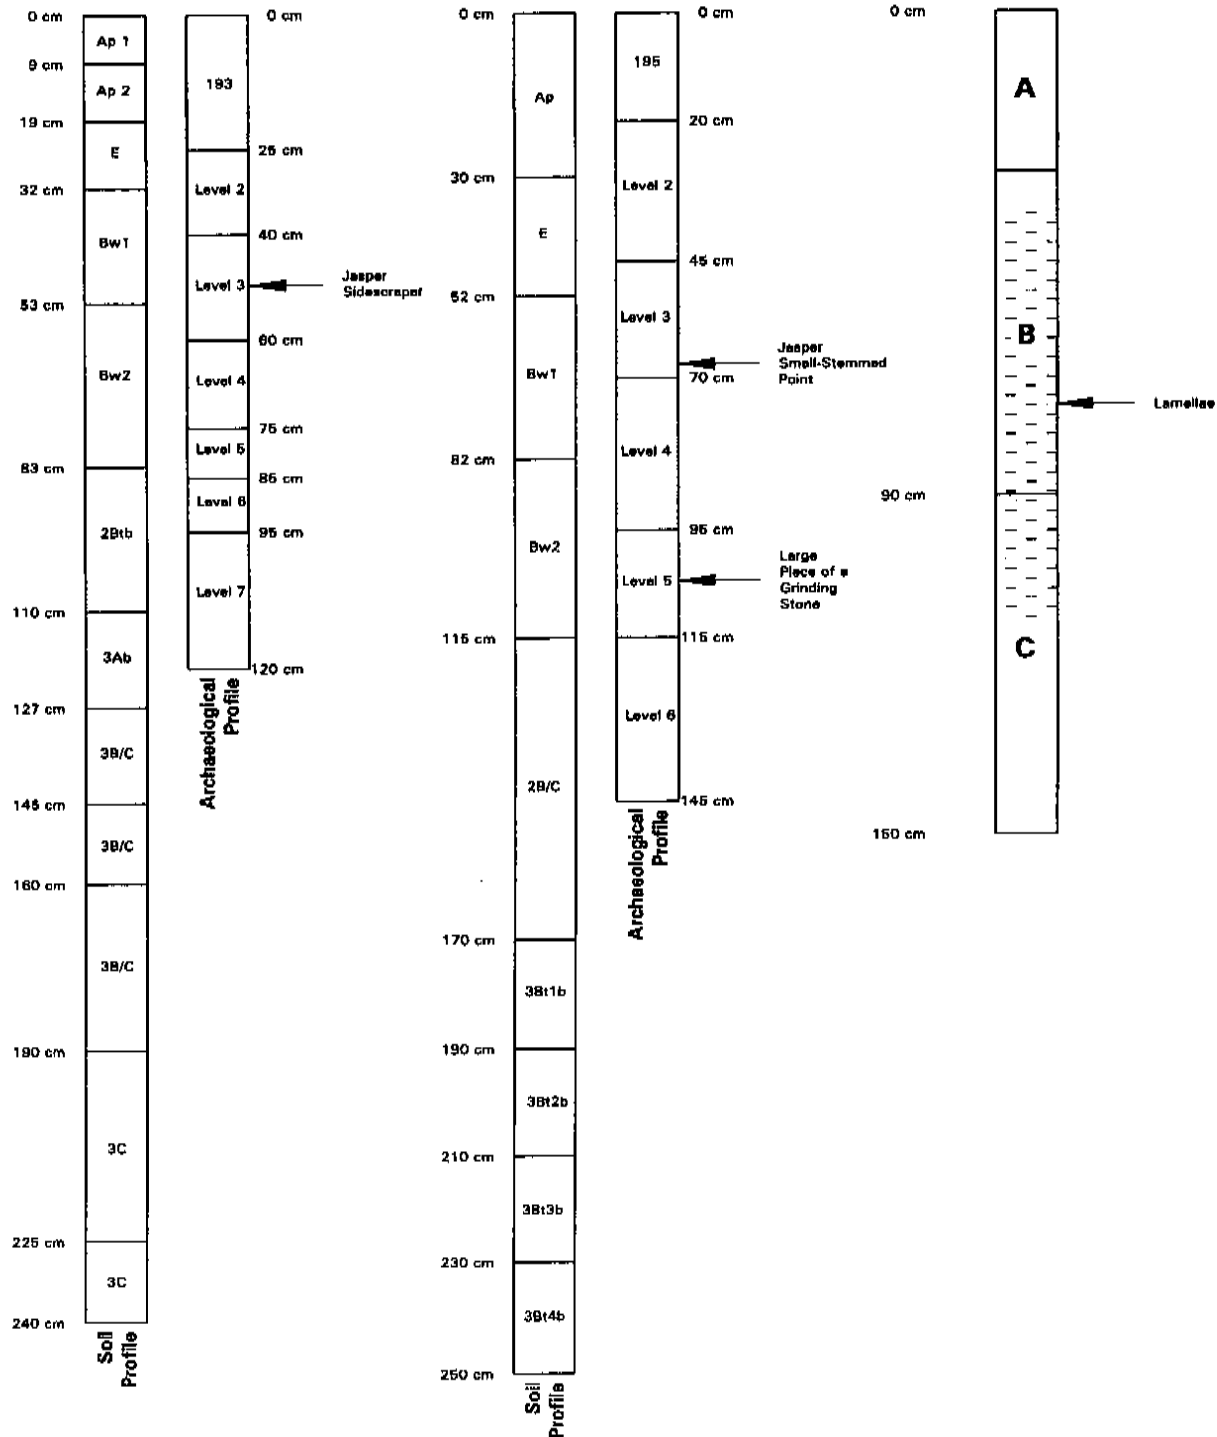 0 cm
Ap 1
9 cm
Ap 2
19 cm
E
32 cm
Bw1
53 cm
Bw2
83 cm
2Btb
110 cm
3Ab
127 cm
3B/C
145 cm
3B/C
160 cm
3B/C
190 cm
3C
225 cm
3C
240 cm
Soil
Profile
0 cm
193
25 cm
Level 2
40 cm
Level 3
Jasper
Sidescraper
60 cm
Level 4
75 cm
Level 5
85 cm
Level 6
95 cm
Level 7
120 cm
Archaeological
Profile
0 cm
Ap
30 cm
E
52 cm
Bw1
82 cm
Bw2
115 cm
2B/C
170 cm
3Bt1b
190 cm
3Bt2b
210 cm
3Bt3b
230 cm
3Bt4b
250 cm
Soil
Profile
0 cm
195
20 cm
Level 2
45 cm
Level 3
Jasper
Small-Stemmed
Point
70 cm
Level 4
95 cm
Large
Piece of a
Grinding
Stone
Level 5
115 cm
Level 6
145 cm
Archaeological
Profile
0 cm
A
B
Lamellae
90 cm
C
150 cm